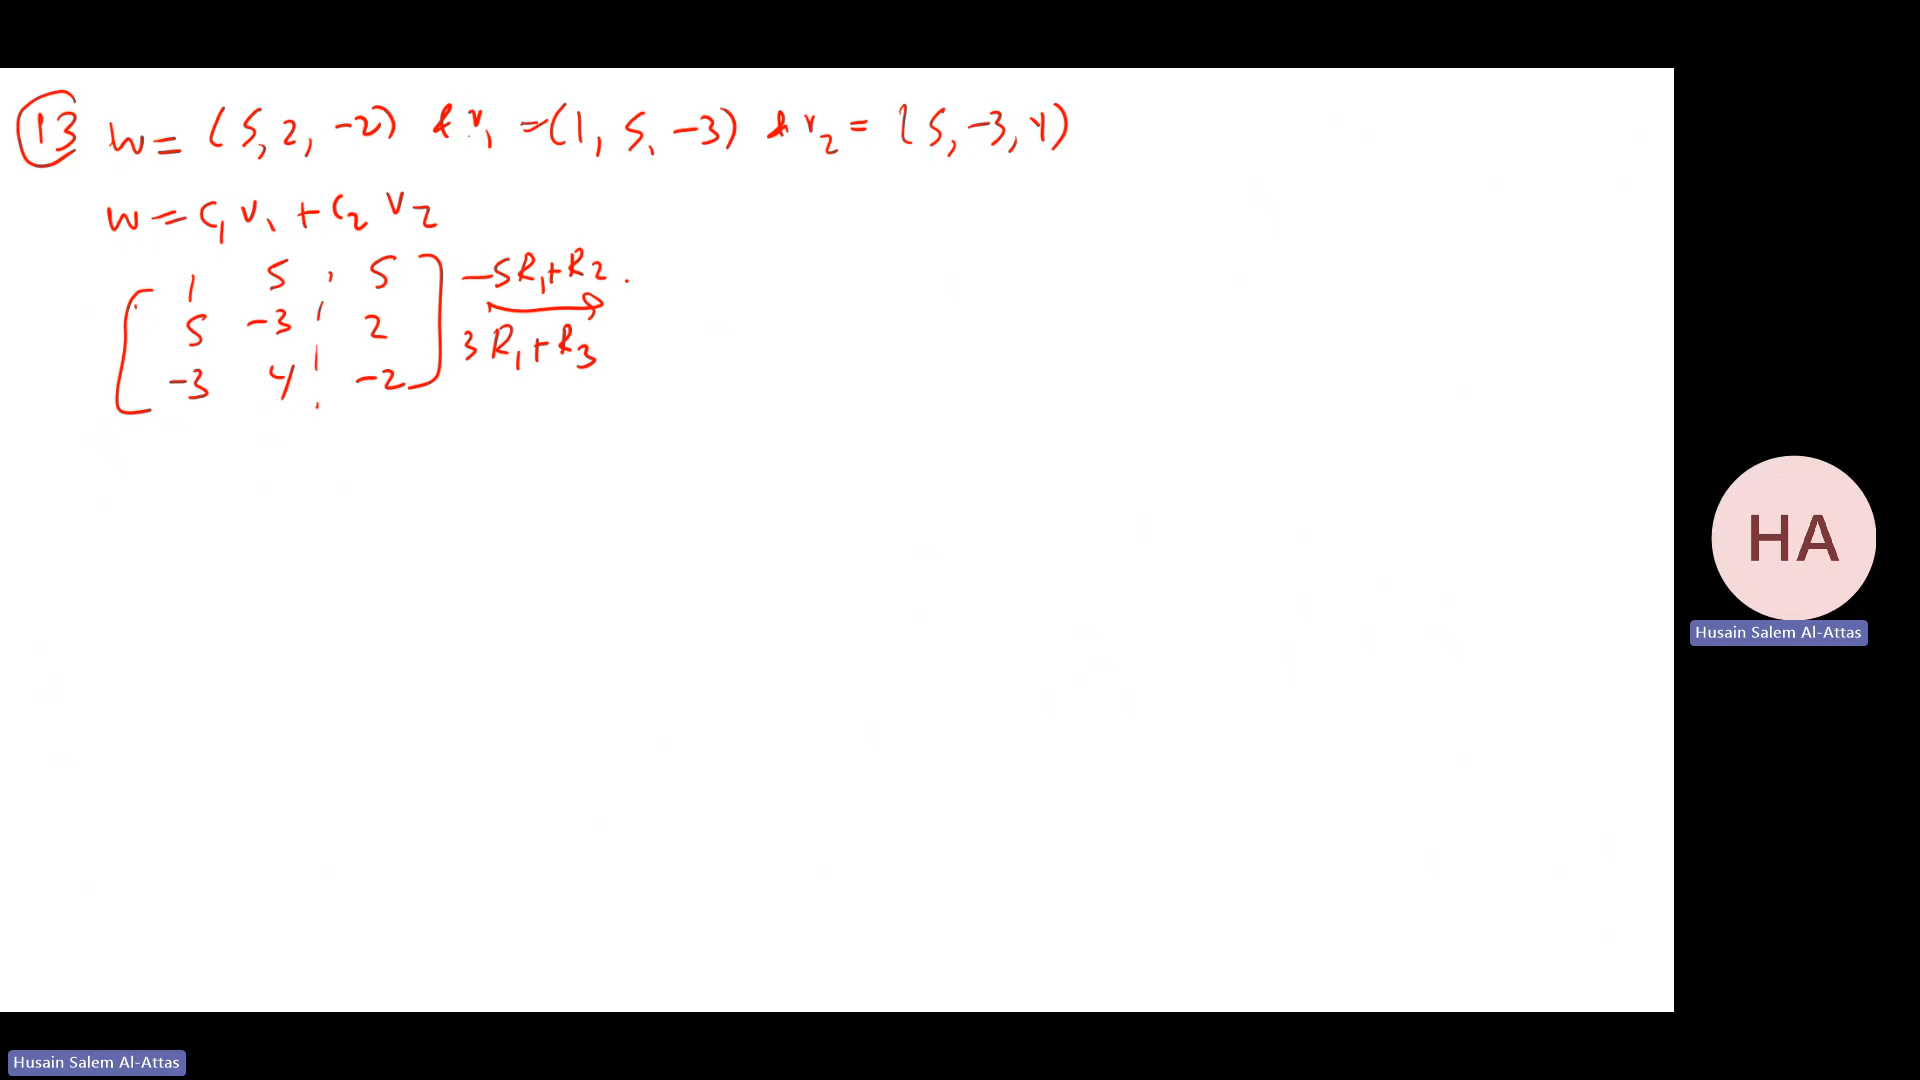 13 w = (5, 2, -2) & v₁ = (1, 5, -3) & v₂ = (5, -3, 4)
w = c₁ v₁ + c₂ v₂
1 5 5 -5R₁+R₂
5 -3 2
3R₁+R₃
-3 4 -2
HA
Husain Salem Al-Attas
Husain Salem Al-Attas